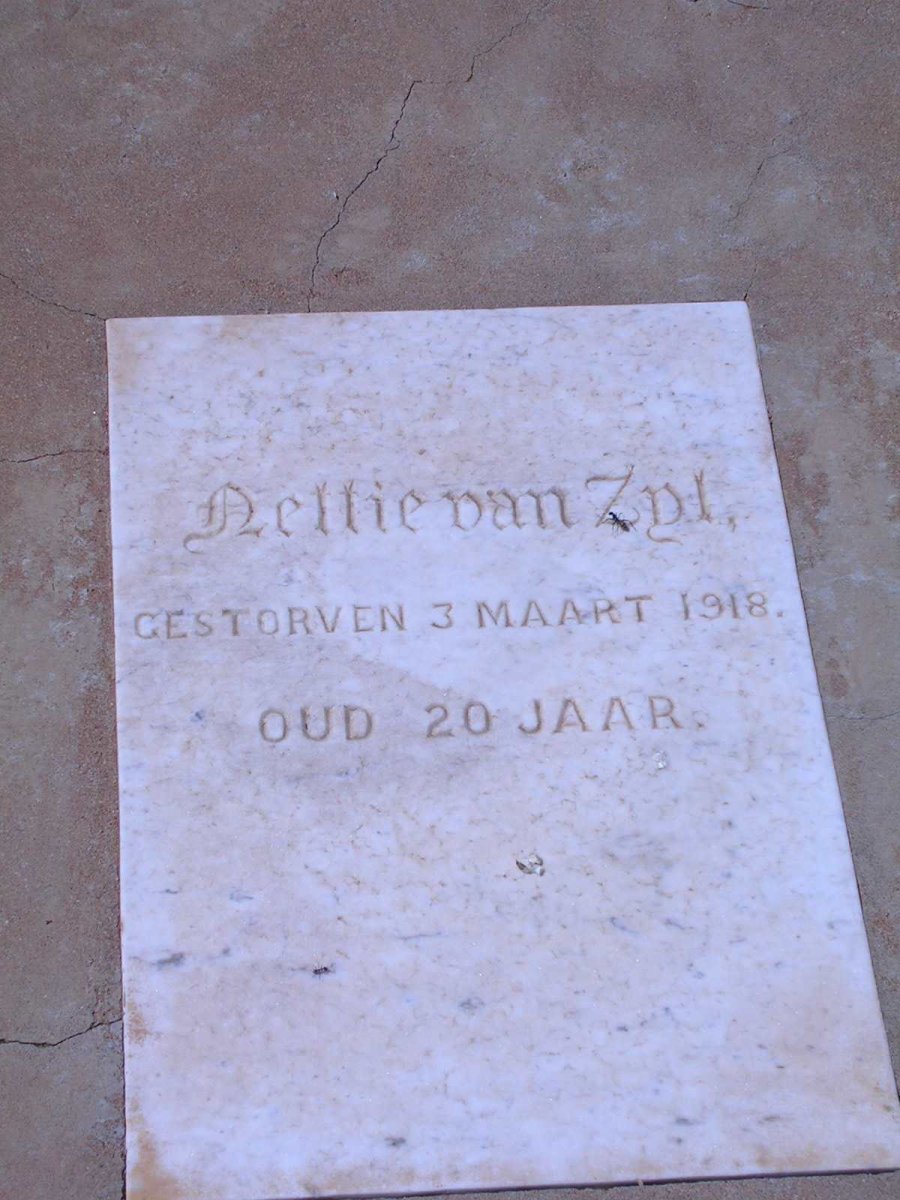 Nettie van Zyl.
GESTORVEN 3 MAART 1918.
OUD 20 JAAR.